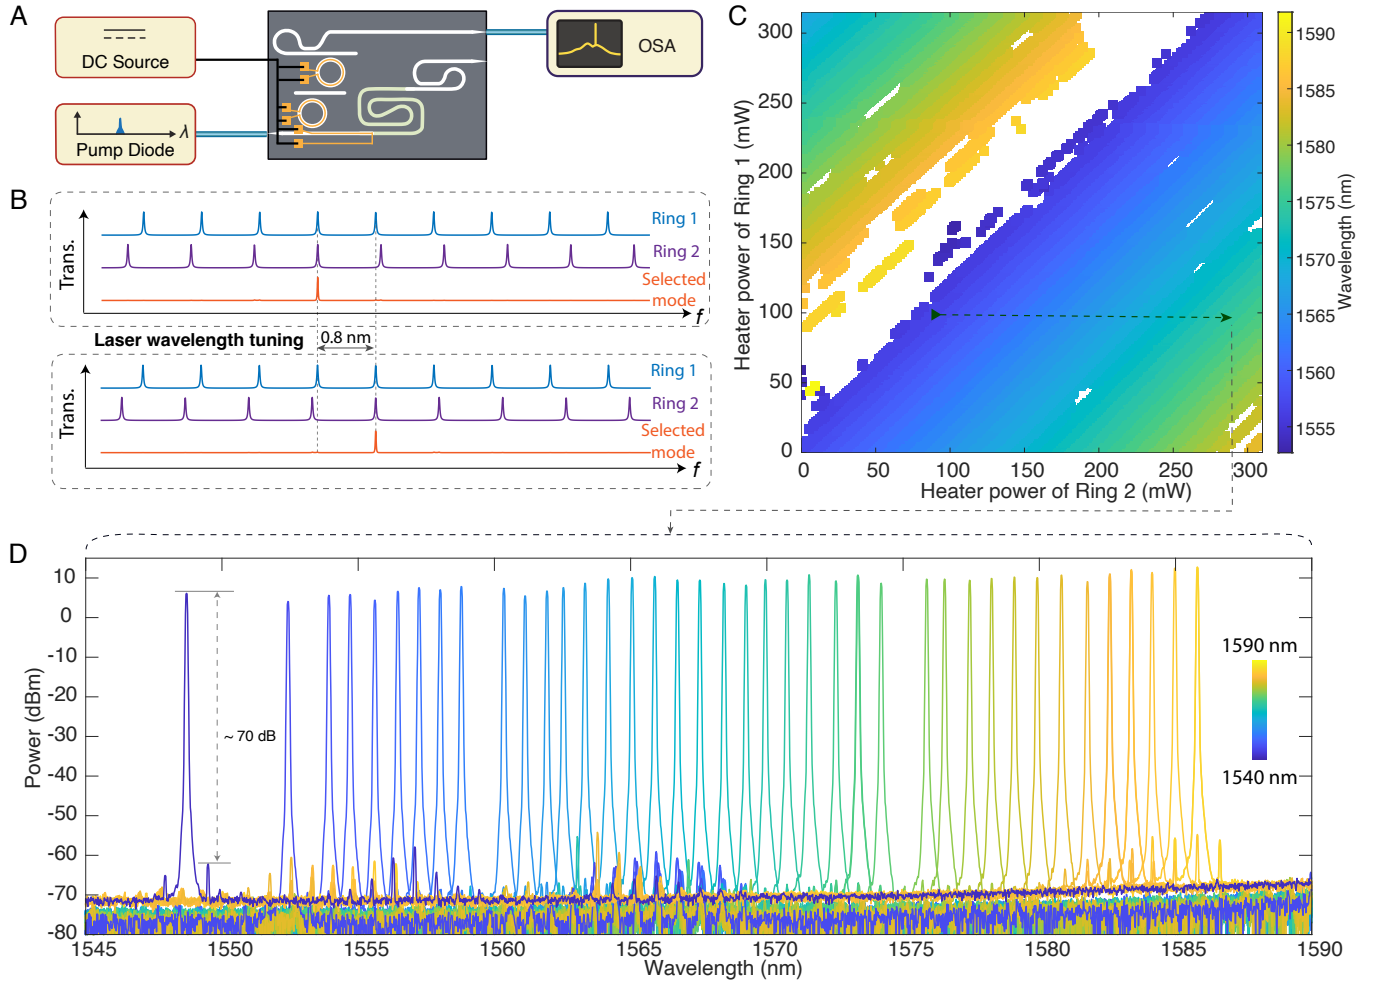 A
DC Source
Pump Diode
λ
OSA
B
Trans.
Ring 1
Ring 2
Selected
mode
f
Laser wavelength tuning
0.8 nm
Trans.
Ring 1
Ring 2
Selected
mode
f
C
Heater power of Ring 1 (mW)
300
250
200
150
100
50
0
0
50
100
150
200
250
300
Heater power of Ring 2 (mW)
1590
1585
1580
1575
1570
1565
1560
1555
Wavelength (nm)
D
Power (dBm)
10
0
-10
-20
-30
-40
-50
-60
-70
-80
~ 70 dB
1590 nm
1540 nm
1545
1550
1555
1560
1565
1570
1575
1580
1585
1590
Wavelength (nm)